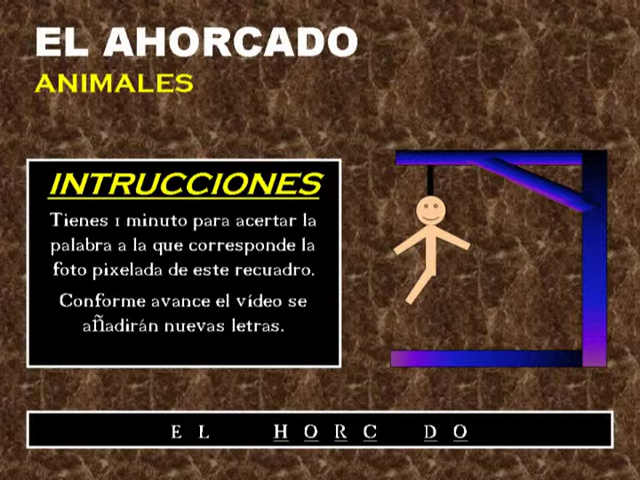 EL AHORCADO
ANIMALES
INTRUCCIONES
Tienes 1 minuto para acertar la
palabra a la que corresponde la
foto pixelada de este recuadro.
Conforme avance el vídeo se
añadirán nuevas letras.
E L   H O R C   D O